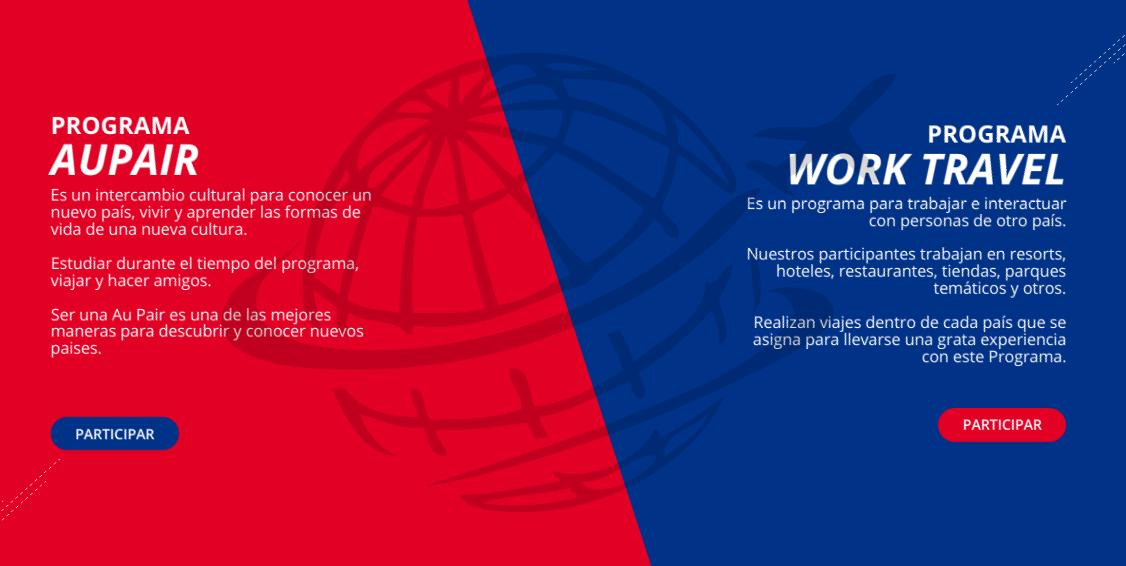 PROGRAMA
AUPAIR
Es un intercambio cultural para conocer un
nuevo país, vivir y aprender las formas de
vida de una nueva cultura.
Estudiar durante el tiempo del programa,
viajar y hacer amigos.
Ser una Au Pair es una de las mejores
maneras para descubrir y conocer nuevos
paises.
PARTICIPAR
PROGRAMA
WORK TRAVEL
Es un programa para trabajar e interactuar
con personas de otro país.
Nuestros participantes trabajan en resorts,
hoteles, restaurantes, tiendas, parques
temáticos y otros.
Realizan viajes dentro de cada país que se
asigna para llevarse una grata experiencia
con este Programa.
PARTICIPAR